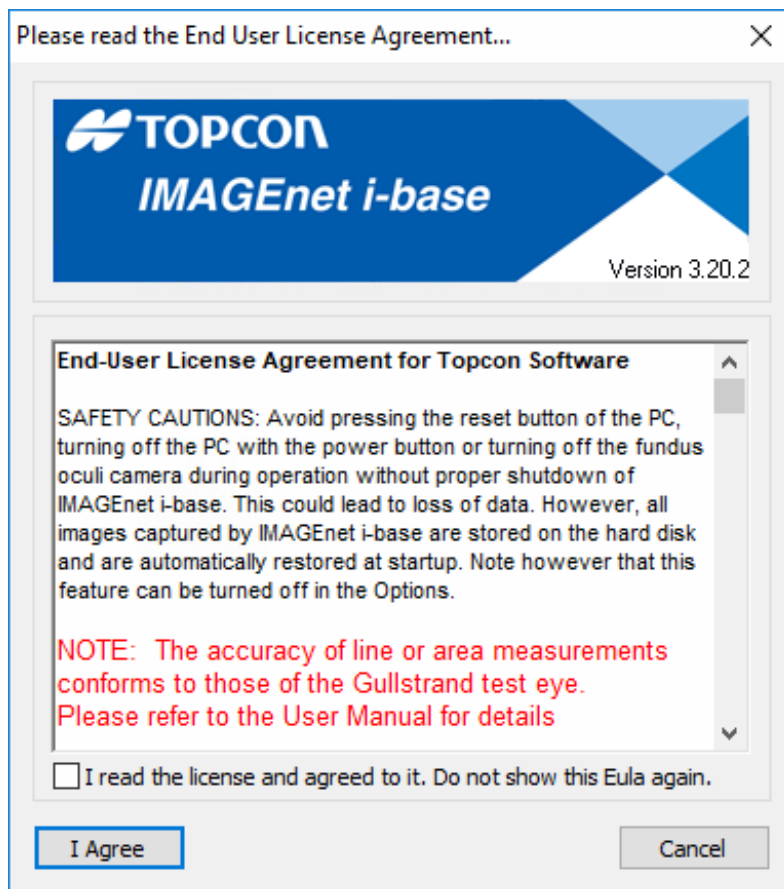 Please read the End User License Agreement...
TOPCON
IMAGEnet i-base
Version 3.20.2
End-User License Agreement for Topcon Software
SAFETY CAUTIONS: Avoid pressing the reset button of the PC,
turning off the PC with the power button or turning off the fundus
oculi camera during operation without proper shutdown of
IMAGEnet i-base. This could lead to loss of data. However, all
images captured by IMAGEnet i-base are stored on the hard disk
and are automatically restored at startup. Note however that this
feature can be turned off in the Options.
NOTE:  The accuracy of line or area measurements
conforms to those of the Gullstrand test eye.
Please refer to the User Manual for details
I read the license and agreed to it. Do not show this Eula again.
I Agree
Cancel